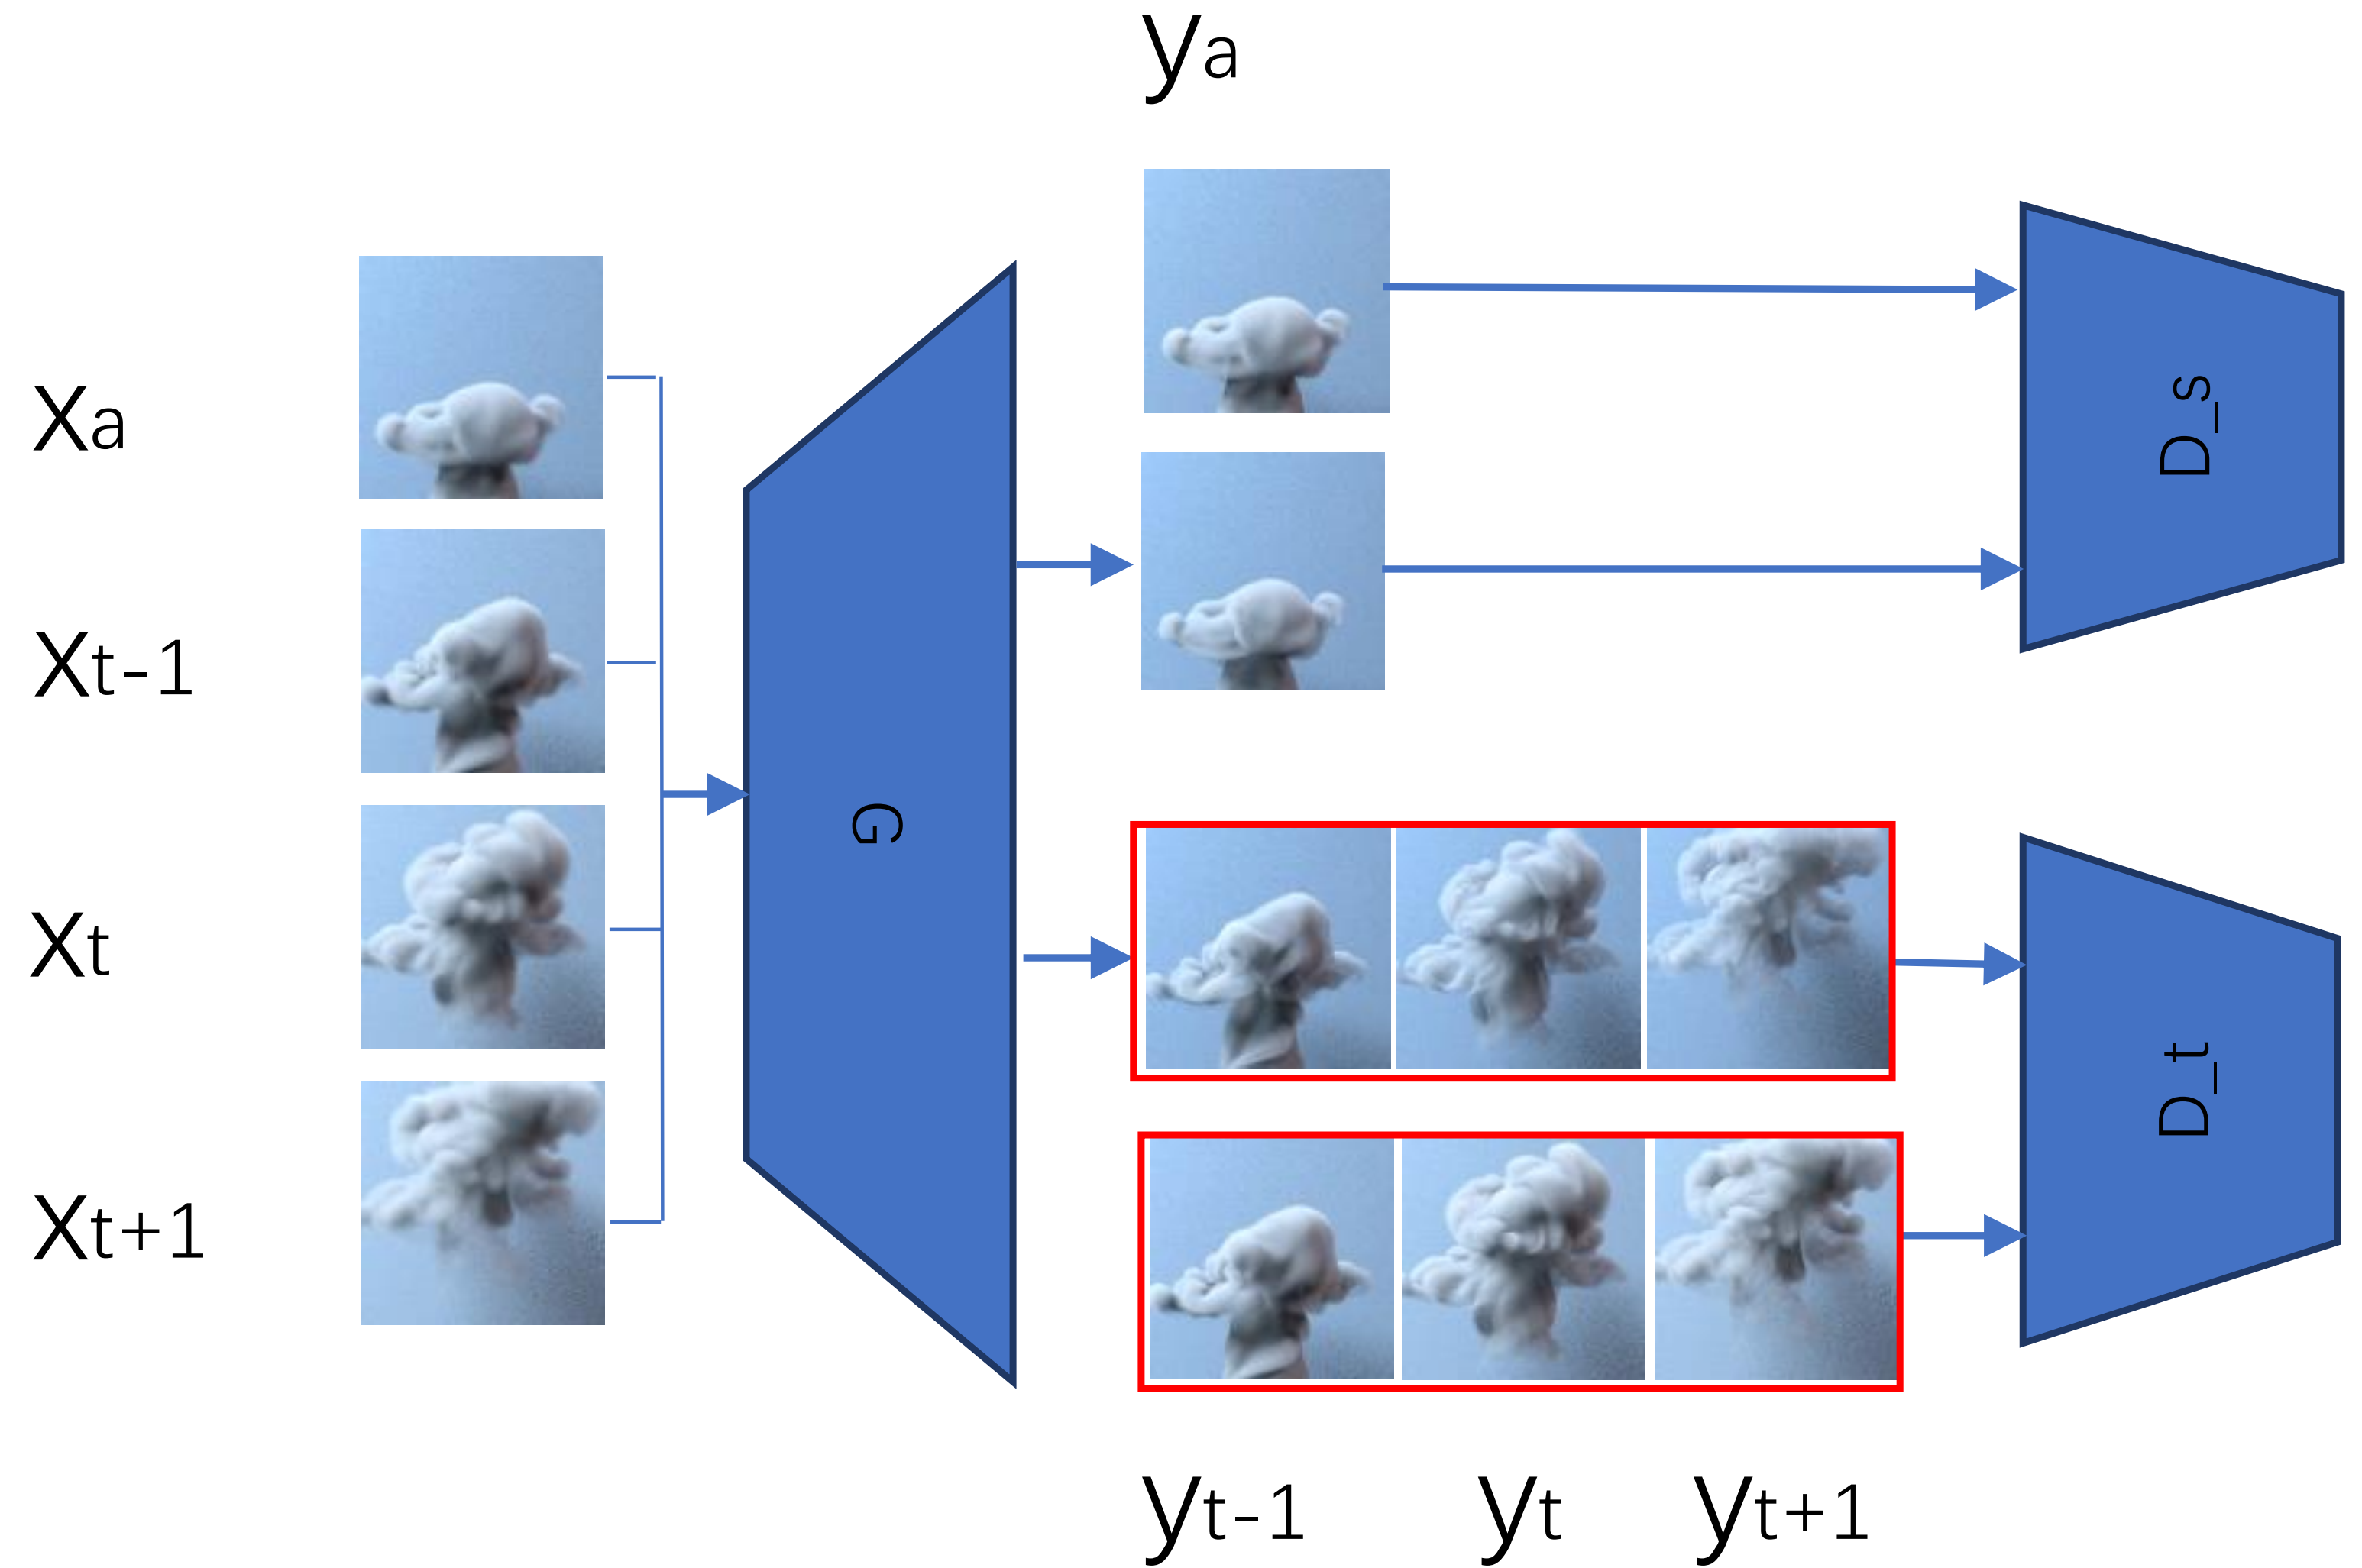 ya
xa
xt-1
xt
xt+1
G
D_s
D_t
yt-1 yt yt+1